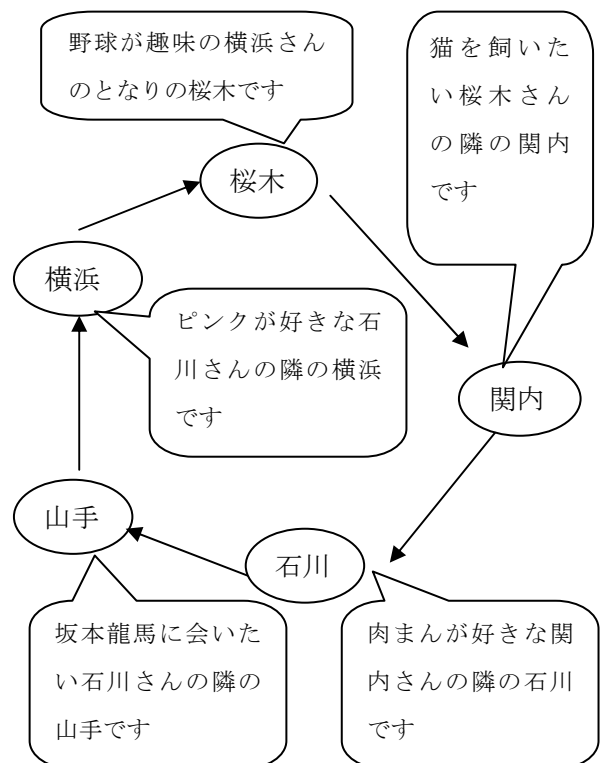 野球が趣味の横浜さん
のとなりの桜木です
猫を飼いた
い桜木さん
の隣の関内
です
桜木
横浜
ピンクが好きな石
川さんの隣の横浜
です
関内
山手
石川
坂本龍馬に会いた
い石川さんの隣の
山手です
肉まんが好きな関
内さんの隣の石川
です